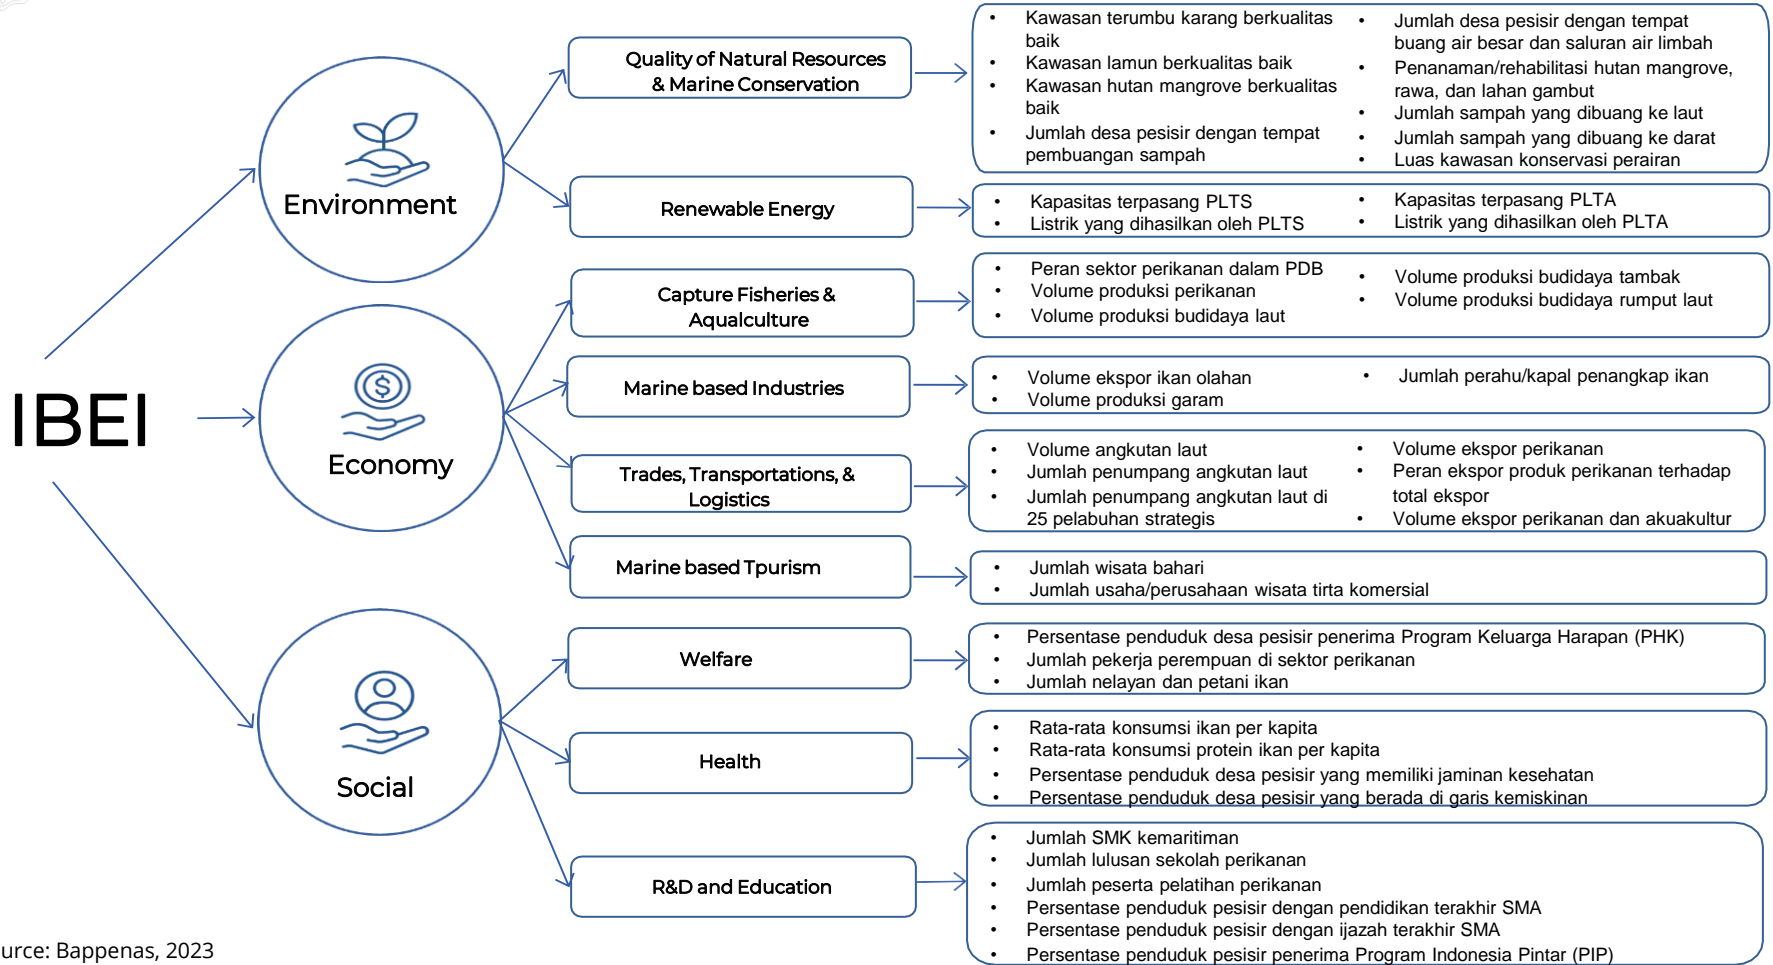 IBEI
Environment
Quality of Natural Resources
& Marine Conservation
• Kawasan terumbu karang berkualitas
baik
• Kawasan lamun berkualitas baik
• Kawasan hutan mangrove berkualitas
baik
• Jumlah desa pesisir dengan tempat
pembuangan sampah
• Jumlah desa pesisir dengan tempat
buang air besar dan saluran air limbah
• Penanaman/rehabilitasi hutan mangrove,
rawa, dan lahan gambut
• Jumlah sampah yang dibuang ke laut
• Jumlah sampah yang dibuang ke darat
• Luas kawasan konservasi perairan
Renewable Energy
• Kapasitas terpasang PLTS
• Listrik yang dihasilkan oleh PLTS
• Kapasitas terpasang PLTA
• Listrik yang dihasilkan oleh PLTA
Economy
Capture Fisheries &
Aqualculture
• Peran sektor perikanan dalam PDB
• Volume produksi perikanan
• Volume produksi budidaya laut
• Volume produksi budidaya tambak
• Volume produksi budidaya rumput laut
Marine based Industries
• Volume ekspor ikan olahan
• Volume produksi garam
• Jumlah perahu/kapal penangkap ikan
Trades, Transportations, &
Logistics
• Volume angkutan laut
• Jumlah penumpang angkutan laut
• Jumlah penumpang angkutan laut di
25 pelabuhan strategis
• Volume ekspor perikanan
• Peran ekspor produk perikanan terhadap
total ekspor
• Volume ekspor perikanan dan akuakultur
Marine based Tpurism
• Jumlah wisata bahari
• Jumlah usaha/perusahaan wisata tirta komersial
Social
Welfare
• Persentase penduduk desa pesisir penerima Program Keluarga Harapan (PHK)
• Jumlah pekerja perempuan di sektor perikanan
• Jumlah nelayan dan petani ikan
Health
• Rata-rata konsumsi ikan per kapita
• Rata-rata konsumsi protein ikan per kapita
• Persentase penduduk desa pesisir yang memiliki jaminan kesehatan
• Persentase penduduk desa pesisir yang berada di garis kemiskinan
R&D and Education
• Jumlah SMK kemaritiman
• Jumlah lulusan sekolah perikanan
• Jumlah peserta pelatihan perikanan
• Persentase penduduk pesisir dengan pendidikan terakhir SMA
• Persentase penduduk pesisir dengan ijazah terakhir SMA
• Persentase penduduk pesisir penerima Program Indonesia Pintar (PIP)
urce: Bappenas, 2023